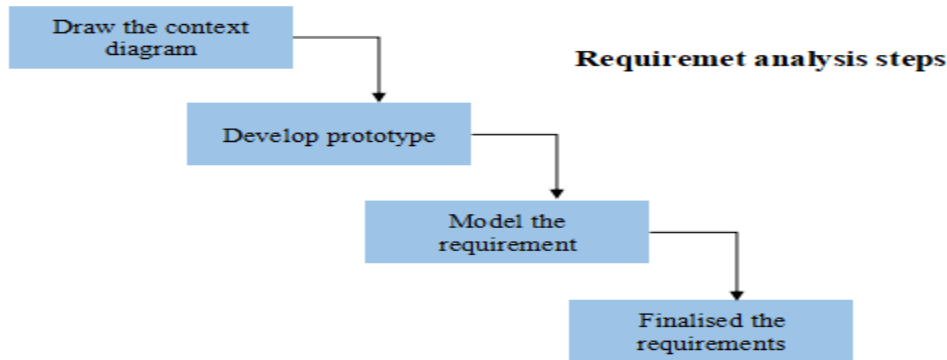 Draw the context
diagram
Requiremet analysis steps
Develop prototype
Model the
requirement
Finalised the
requirements